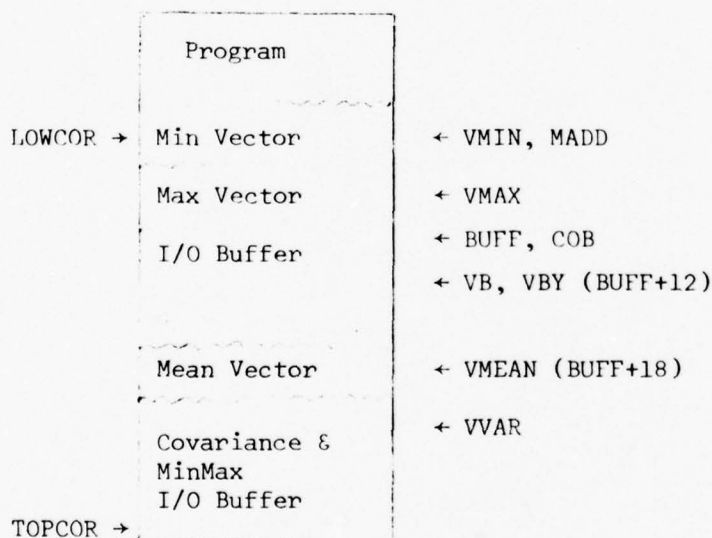 Program
LOWCOR → Min Vector ← VMIN, MADD
Max Vector ← VMAX
I/O Buffer ← BUFF, COB
← VB, VBY (BUFF+12)
Mean Vector ← VMEAN (BUFF+18)
← VVAR
Covariance &
MinMax
I/O Buffer
TOPCOR →